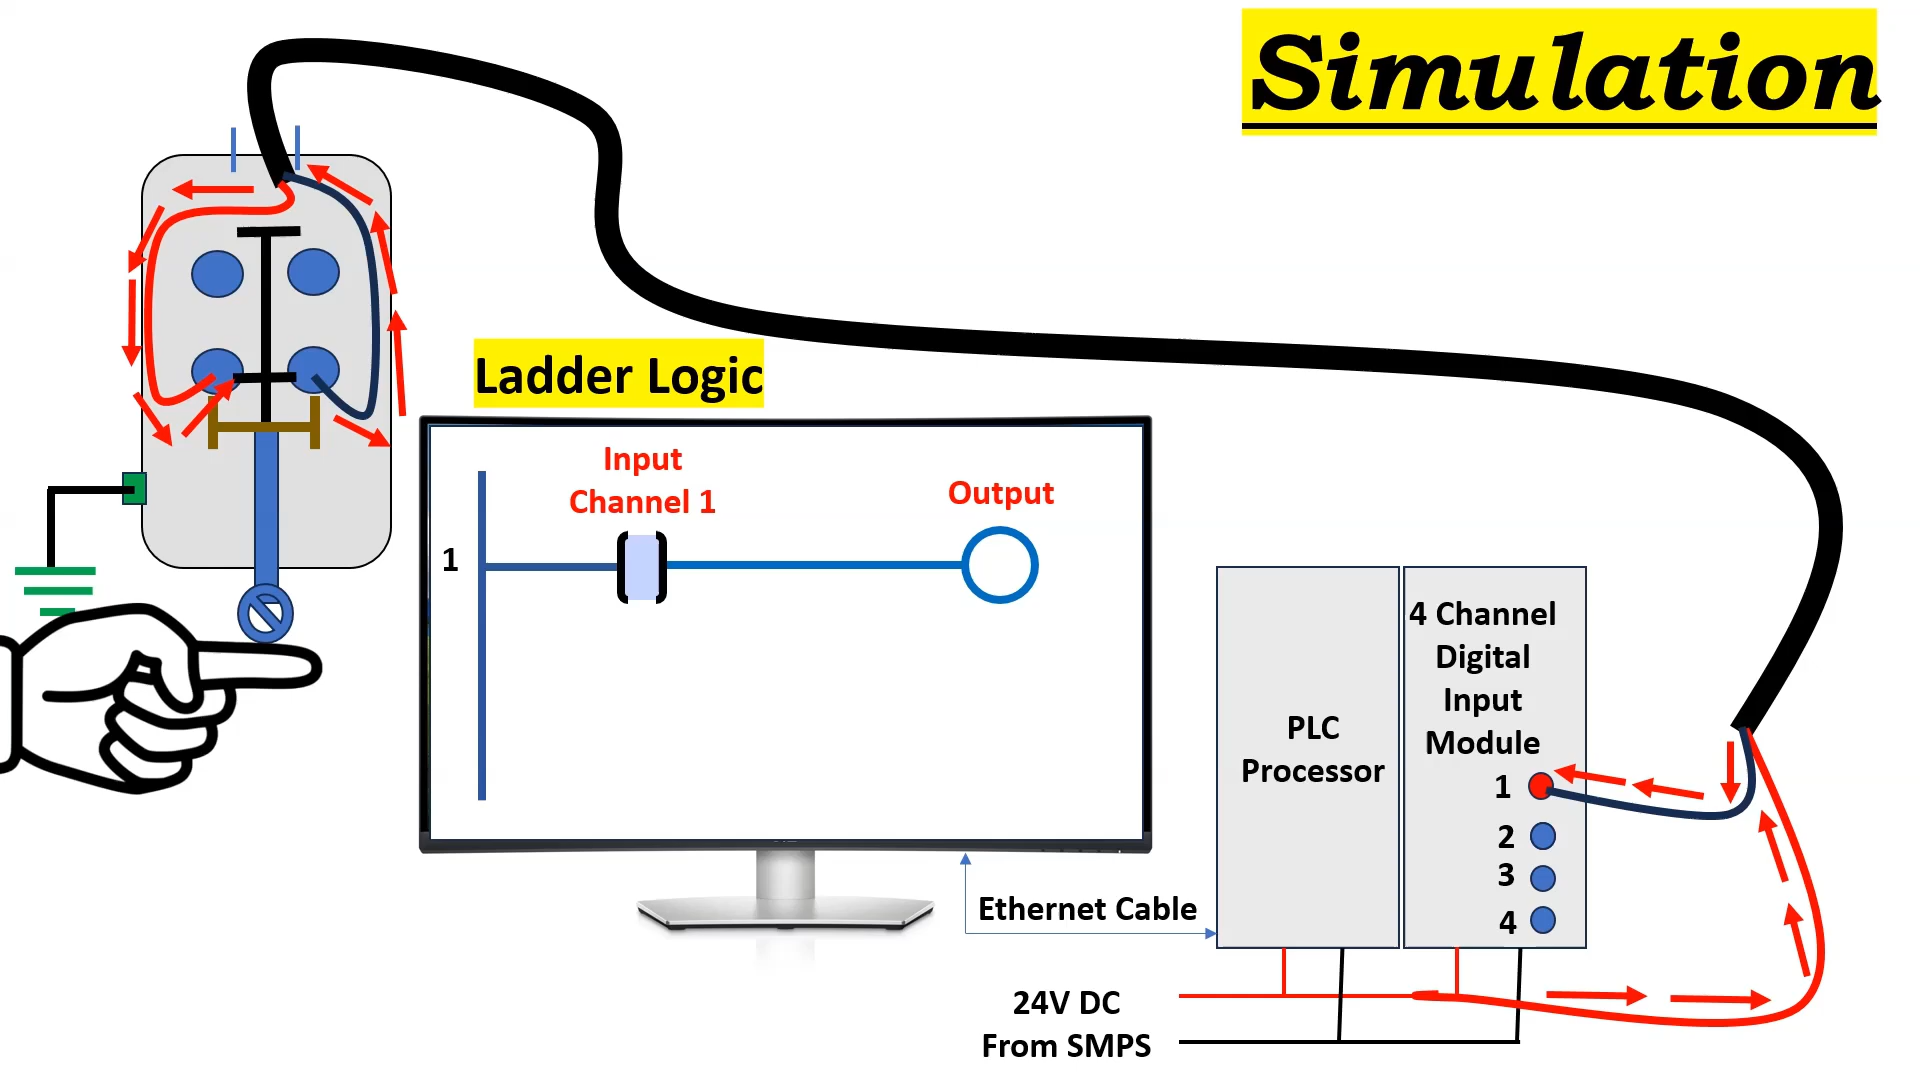 Simulation
Ladder Logic
Input
Channel 1
Output
1
4 Channel
Digital
Input
Module
PLC
Processor
1
2
3
4
Ethernet Cable
24V DC
From SMPS